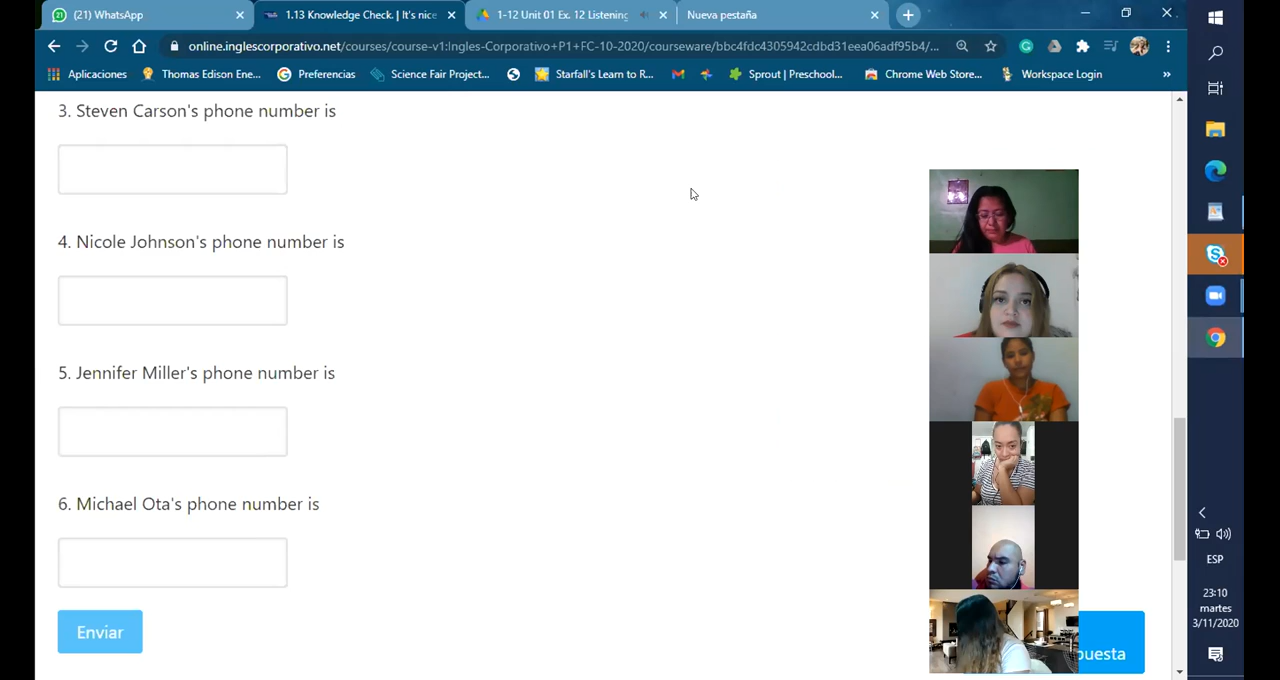 (21) WhatsApp
1.13 Knowledge Check. | It's nice
1-12 Unit 01 Ex. 12 Listening
Nueva pestaña
online.inglescorporativo.net/courses/course-v1:Ingles-Corporativo+P1+FC-10-2020/courseware/bbc4fdc4305942cdbd31eea06adf95b4/...
Aplicaciones
Thomas Edison Ene...
Preferencias
Science Fair Project...
Starfall's Learn to R...
Sprout | Preschool...
Chrome Web Store...
Workspace Login
»
3. Steven Carson's phone number is
4. Nicole Johnson's phone number is
5. Jennifer Miller's phone number is
6. Michael Ota's phone number is
Enviar
puesta
ESP
23:10
martes
3/11/2020